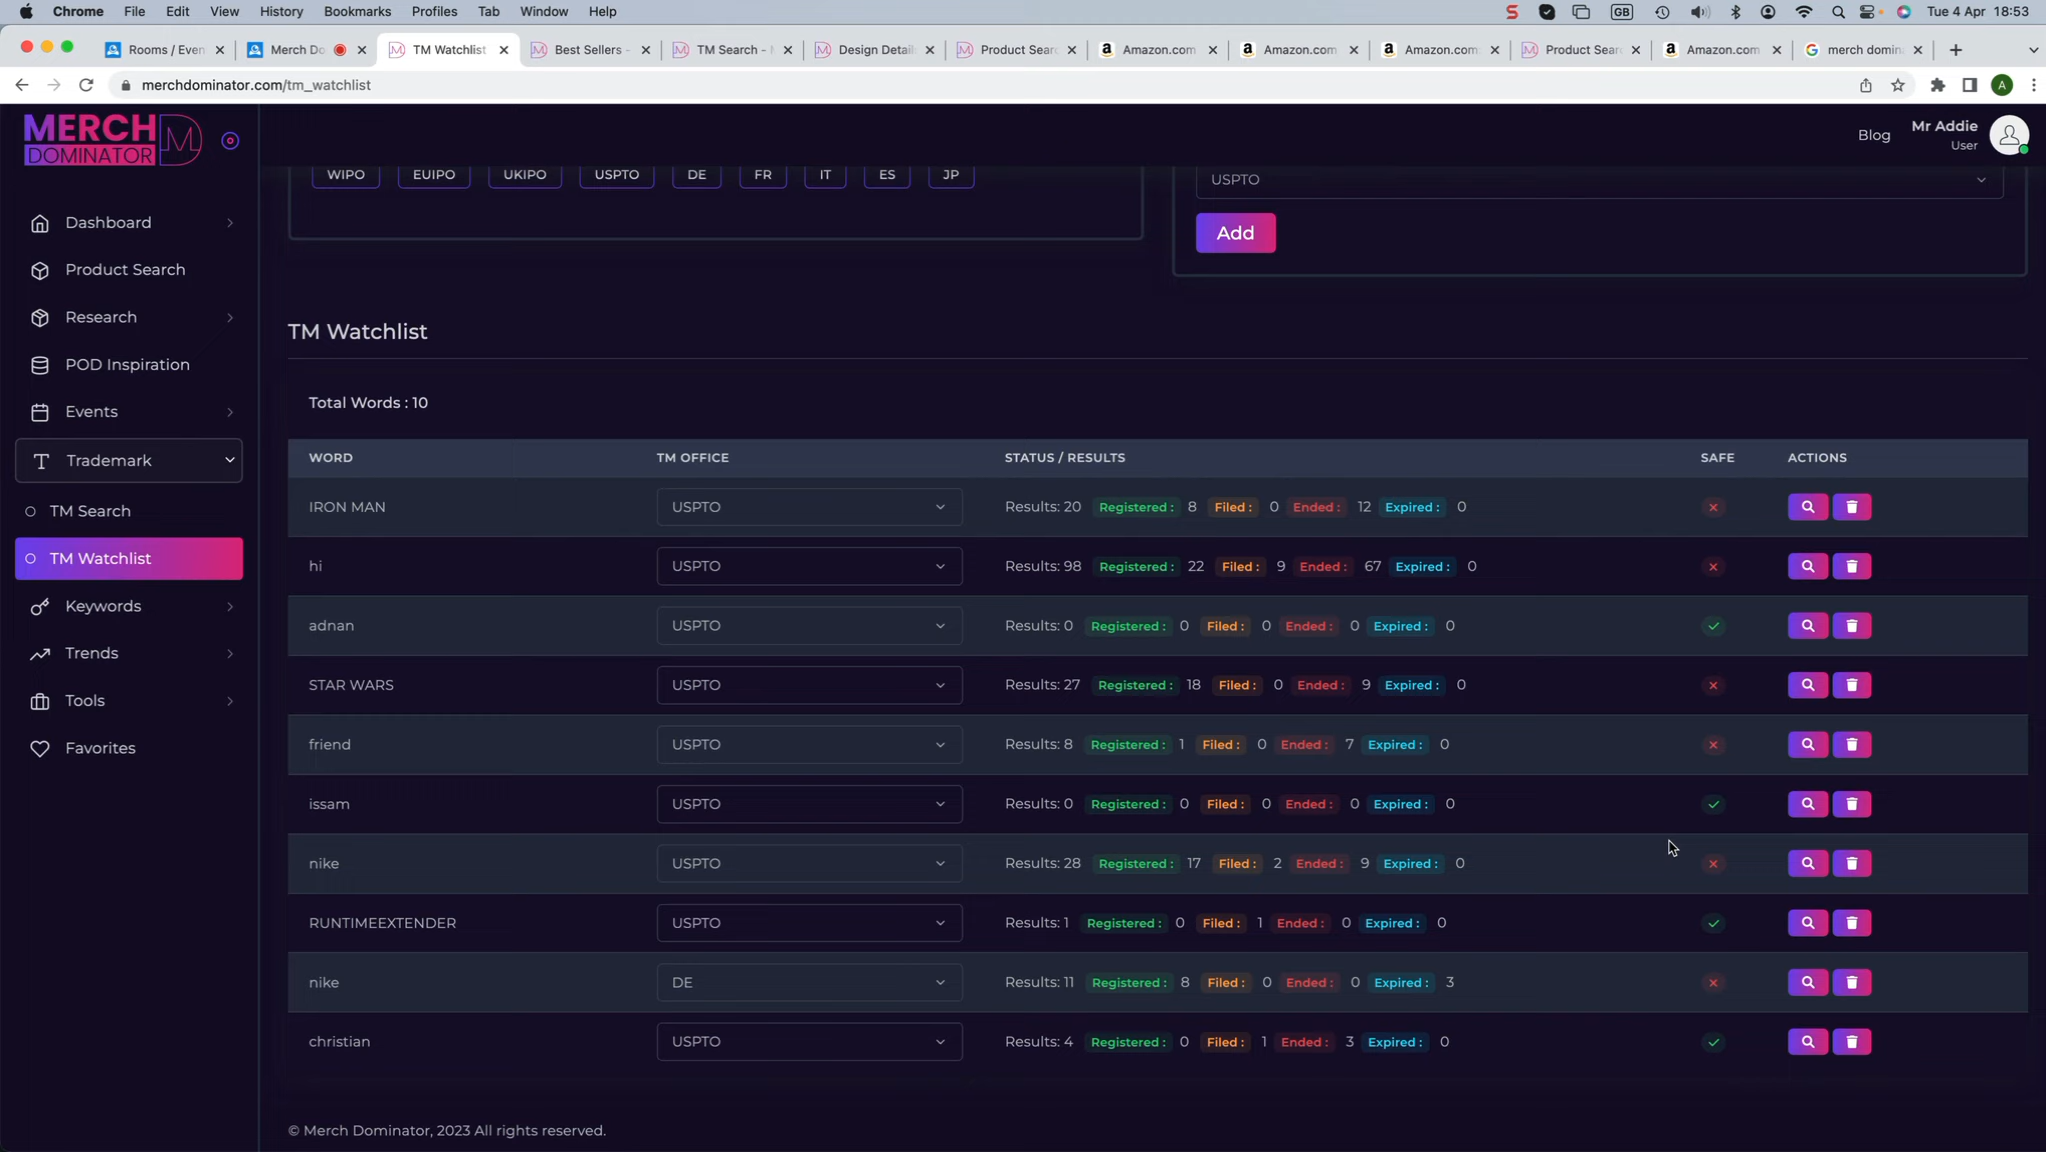 Chrome File Edit View History Bookmarks Profiles Tab Window Help S GB Tue 4 Apr 18:53
Rooms / Even Merch Do TM Watchlist Best Sellers - TM Search - M Design Detail Product Sear Amazon.com Amazon.com Amazon.com Product Sear Amazon.com merch domin
merchdominator.com/tm_watchlist A
MERCH DOMINATOR
Blog Mr Addie
User
WIPO EUIPO UKIPO USPTO DE FR IT ES JP
USPTO
Add
Dashboard
Product Search
Research
POD Inspiration
Events
Trademark
TM Search
TM Watchlist
Keywords
Trends
Tools
Favorites
TM Watchlist
Total Words : 10
WORD TM OFFICE STATUS / RESULTS SAFE ACTIONS
IRON MAN USPTO Results: 20 Registered : 8 Filed : 0 Ended : 12 Expired : 0
hi USPTO Results: 98 Registered : 22 Filed : 9 Ended : 67 Expired : 0
adnan USPTO Results: 0 Registered : 0 Filed : 0 Ended : 0 Expired : 0
STAR WARS USPTO Results: 27 Registered : 18 Filed : 0 Ended : 9 Expired : 0
friend USPTO Results: 8 Registered : 1 Filed : 0 Ended : 7 Expired : 0
issam USPTO Results: 0 Registered : 0 Filed : 0 Ended : 0 Expired : 0
nike USPTO Results: 28 Registered : 17 Filed : 2 Ended : 9 Expired : 0
RUNTIMEEXTENDER USPTO Results: 1 Registered : 0 Filed : 1 Ended : 0 Expired : 0
nike DE Results: 11 Registered : 8 Filed : 0 Ended : 0 Expired : 3
christian USPTO Results: 4 Registered : 0 Filed : 1 Ended : 3 Expired : 0
© Merch Dominator, 2023 All rights reserved.